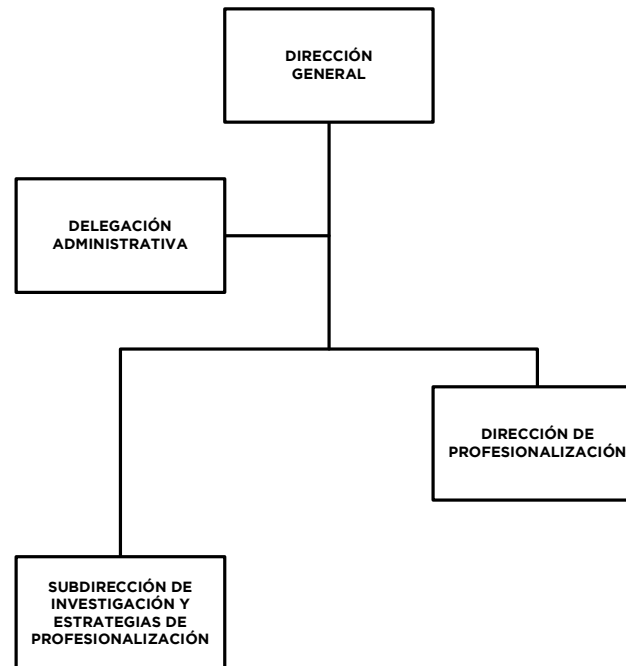 DIRECCIÓN
GENERAL
DELEGACIÓN
ADMINISTRATIVA
DIRECCIÓN DE
PROFESIONALIZACIÓN
SUBDIRECCIÓN DE
INVESTIGACIÓN Y
ESTRATEGIAS DE
PROFESIONALIZACIÓN